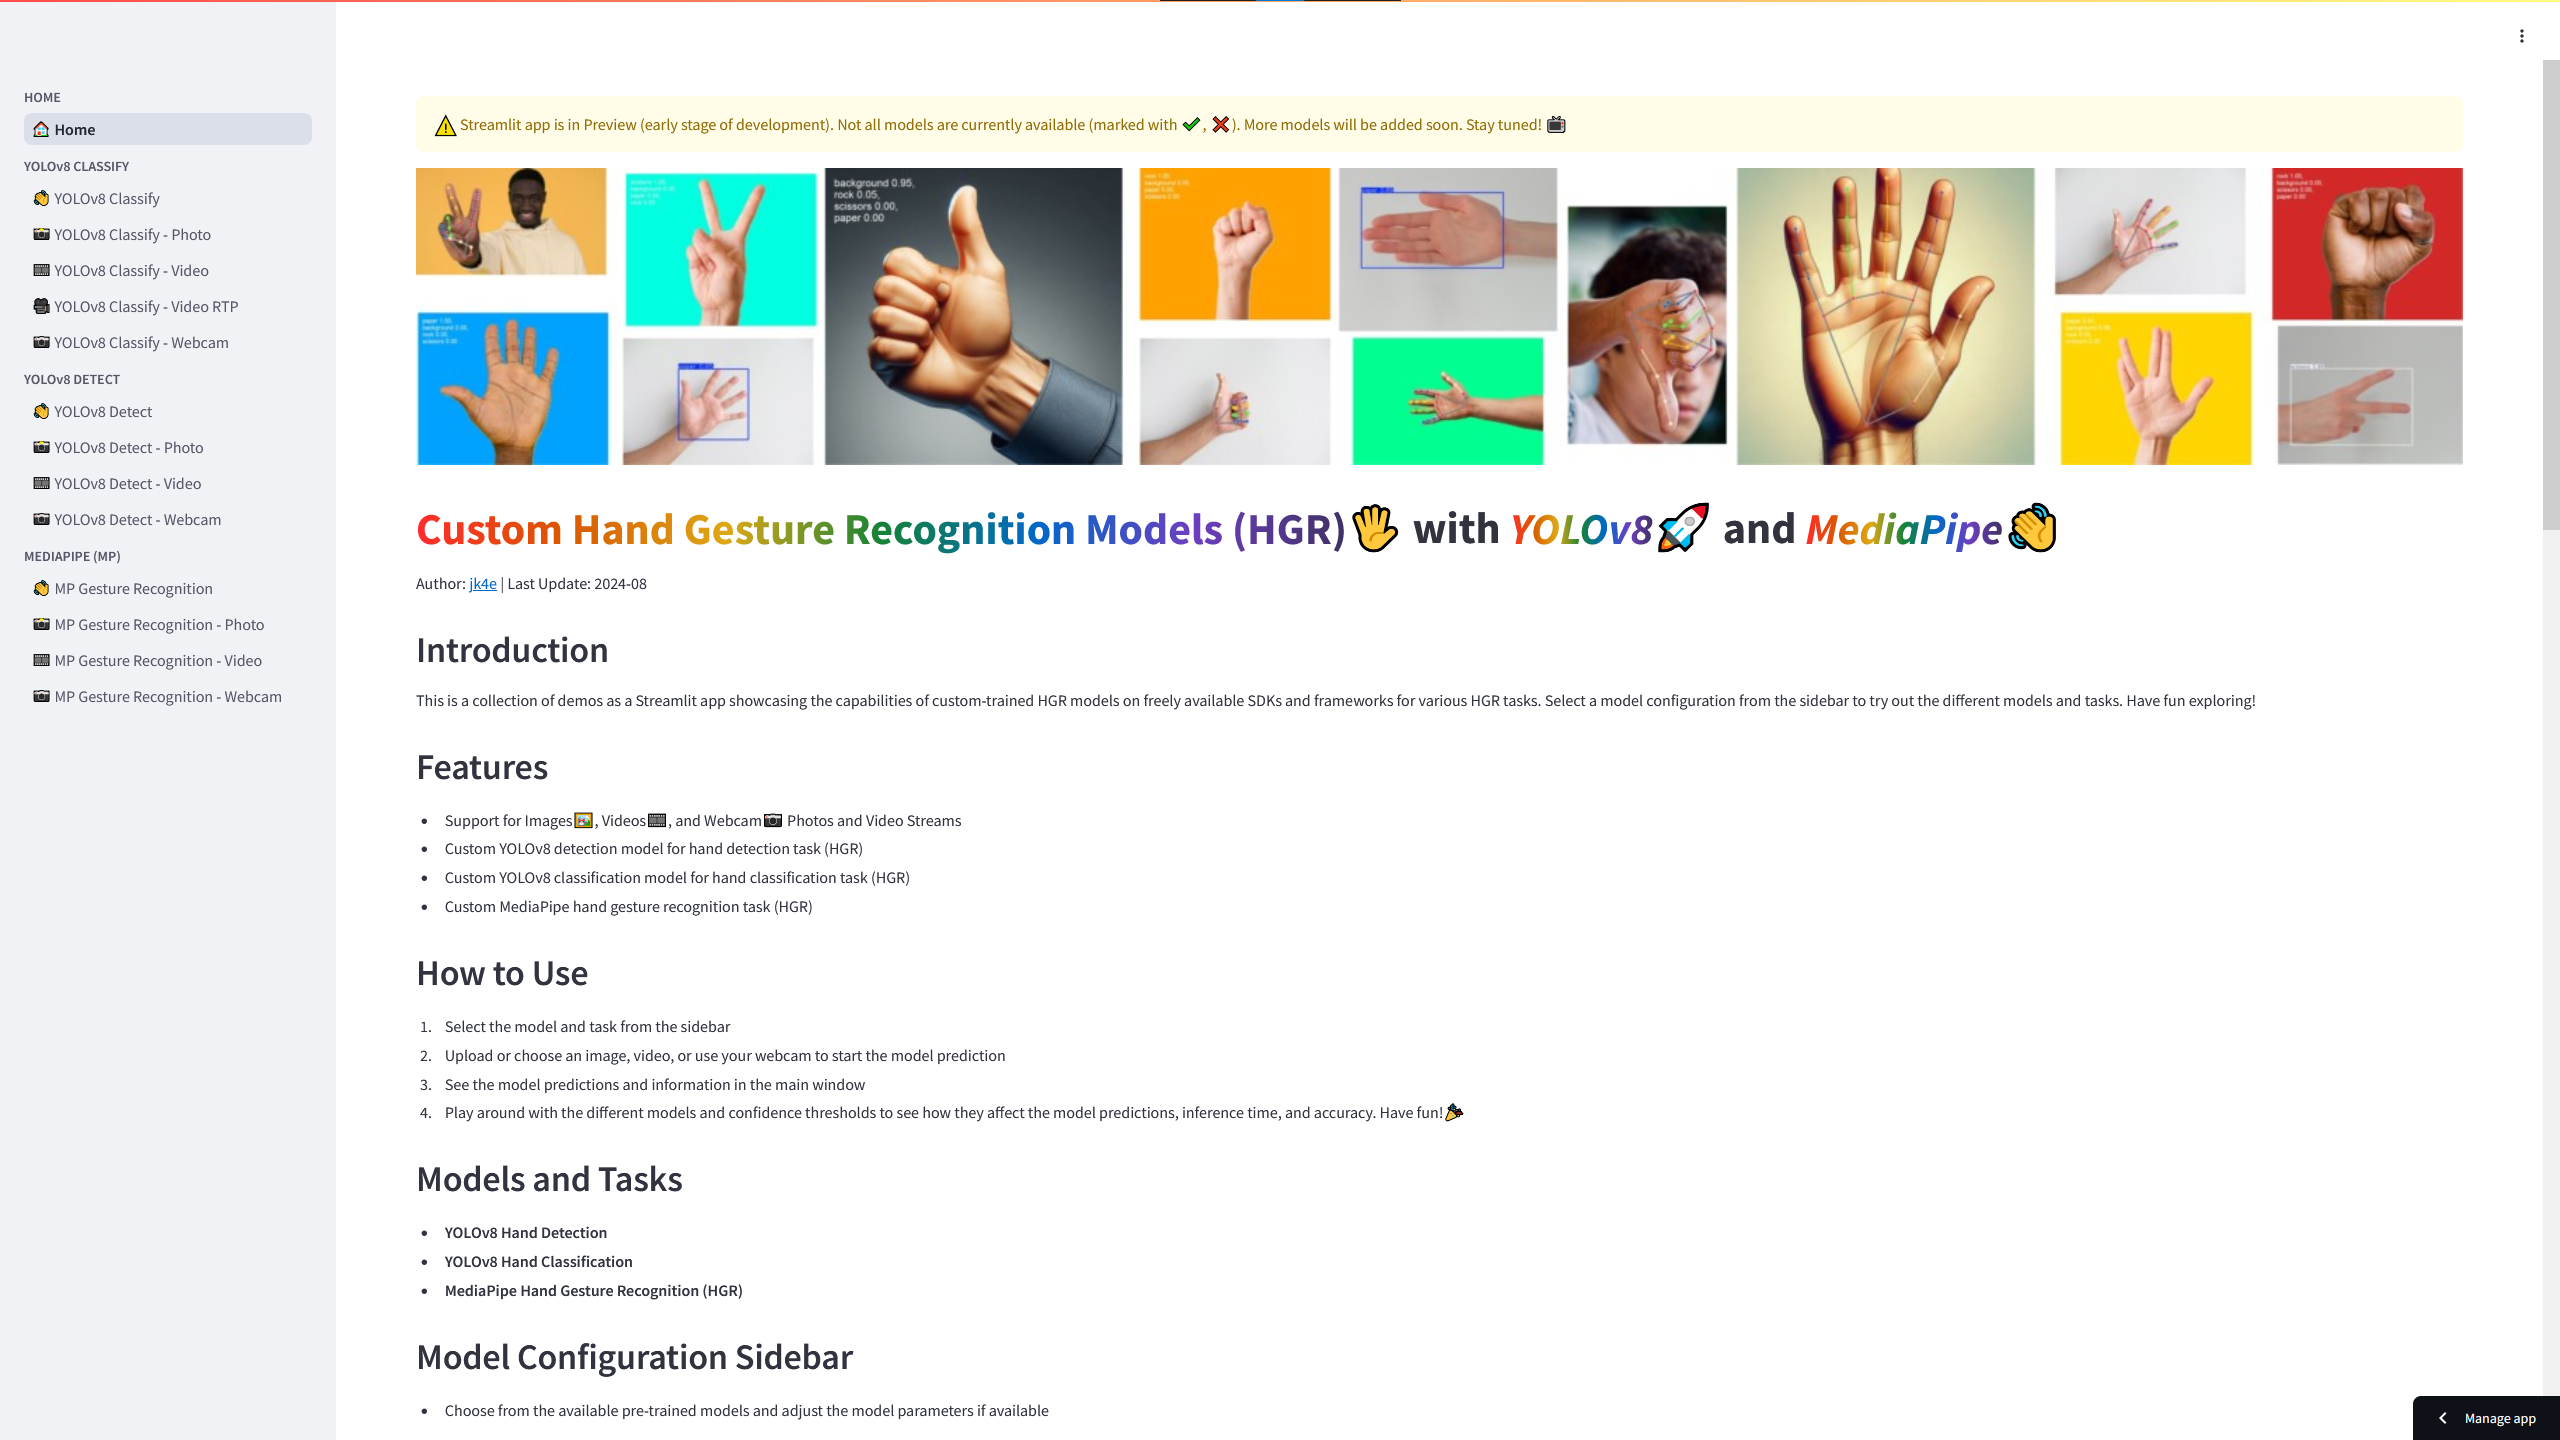 HOME
🏠 Home
YOLOv8 CLASSIFY
👏 YOLOv8 Classify
📸 YOLOv8 Classify - Photo
🎞️ YOLOv8 Classify - Video
🎥 YOLOv8 Classify - Video RTP
📷 YOLOv8 Classify - Webcam
YOLOv8 DETECT
👏 YOLOv8 Detect
📸 YOLOv8 Detect - Photo
🎞️ YOLOv8 Detect - Video
📷 YOLOv8 Detect - Webcam
MEDIAPIPE (MP)
👏 MP Gesture Recognition
📸 MP Gesture Recognition - Photo
🎞️ MP Gesture Recognition - Video
📷 MP Gesture Recognition - Webcam
⚠️ Streamlit app is in Preview (early stage of development). Not all models are currently available (marked with ✔️, ❌). More models will be added soon. Stay tuned! 📺
background 0.95,
rock 0.05,
scissors 0.00,
paper 0.00
Custom Hand Gesture Recognition Models (HGR)🖐️ with YOLOv8🚀 and MediaPipe👏
Author: jk4e | Last Update: 2024-08
Introduction
This is a collection of demos as a Streamlit app showcasing the capabilities of custom-trained HGR models on freely available SDKs and frameworks for various HGR tasks. Select a model configuration from the sidebar to try out the different models and tasks. Have fun exploring!
Features
• Support for Images🖼️, Videos🎞️, and Webcam📷 Photos and Video Streams
• Custom YOLOv8 detection model for hand detection task (HGR)
• Custom YOLOv8 classification model for hand classification task (HGR)
• Custom MediaPipe hand gesture recognition task (HGR)
How to Use
1. Select the model and task from the sidebar
2. Upload or choose an image, video, or use your webcam to start the model prediction
3. See the model predictions and information in the main window
4. Play around with the different models and confidence thresholds to see how they affect the model predictions, inference time, and accuracy. Have fun!🎉
Models and Tasks
• YOLOv8 Hand Detection
• YOLOv8 Hand Classification
• MediaPipe Hand Gesture Recognition (HGR)
Model Configuration Sidebar
• Choose from the available pre-trained models and adjust the model parameters if available
Manage app